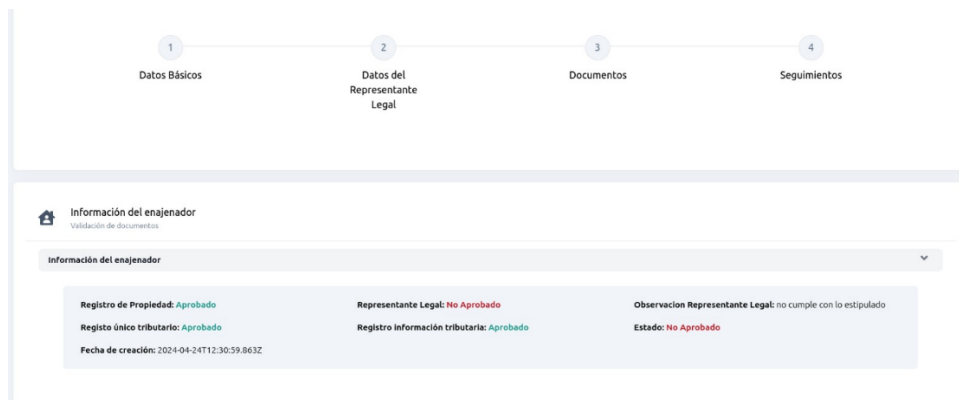 1
2
3
4
Datos Básicos
Datos del
Representante
Legal
Documentos
Seguimientos
Información del enajenador
Validación de documentos
Información del enajenador
Registro de Propiedad: Aprobado
Representante Legal: No Aprobado
Observacion Representante Legal: no cumple con lo estipulado
Registo único tributario: Aprobado
Registro información tributaria: Aprobado
Estado: No Aprobado
Fecha de creación: 2024-04-24T12:30:59.863Z